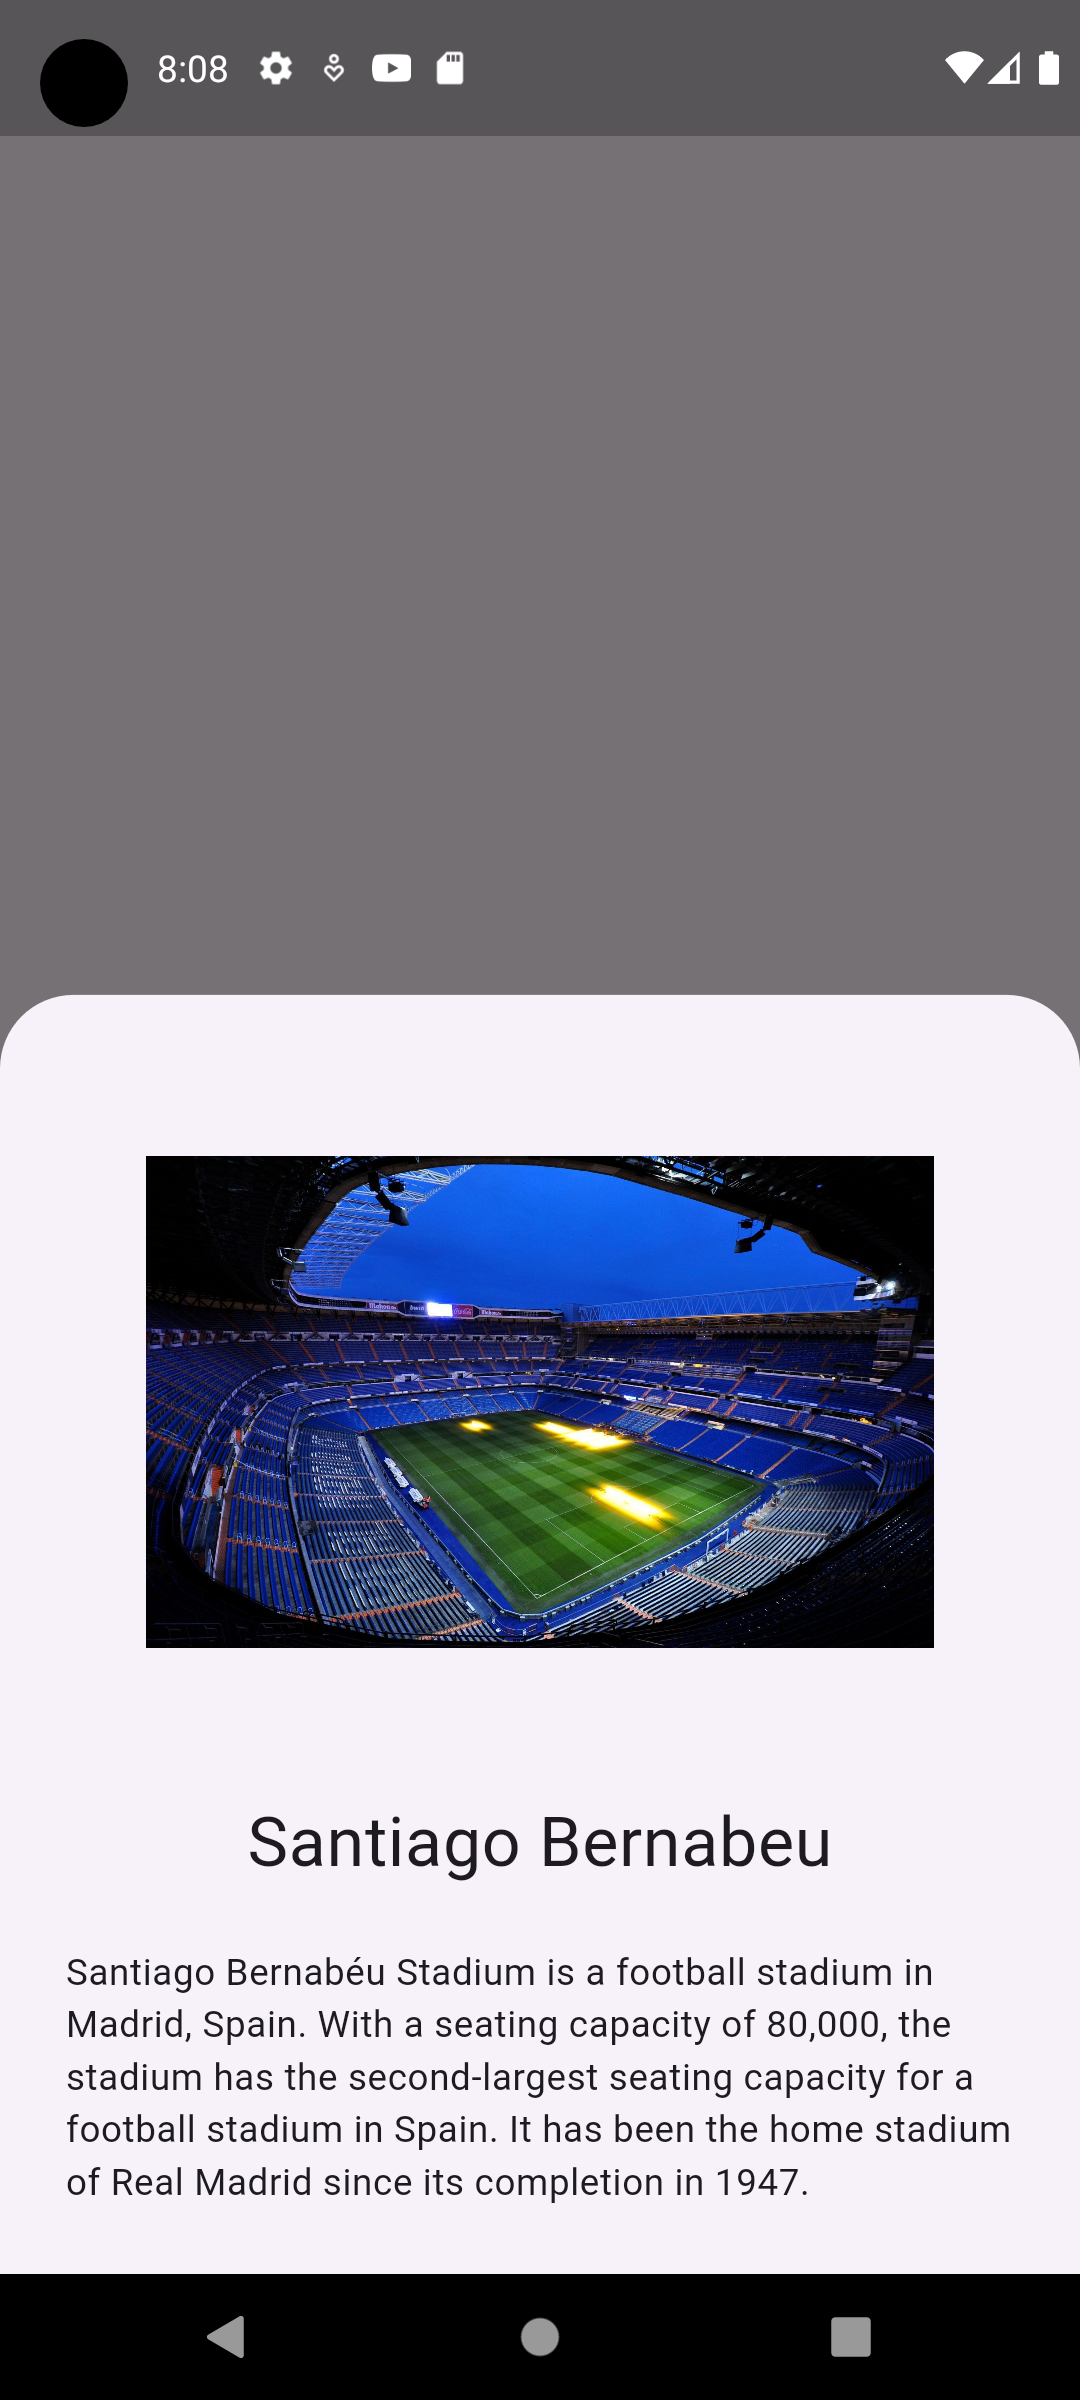 8:08
Santiago Bernabeu
Santiago Bernabéu Stadium is a football stadium in
Madrid, Spain. With a seating capacity of 80,000, the
stadium has the second-largest seating capacity for a
football stadium in Spain. It has been the home stadium
of Real Madrid since its completion in 1947.